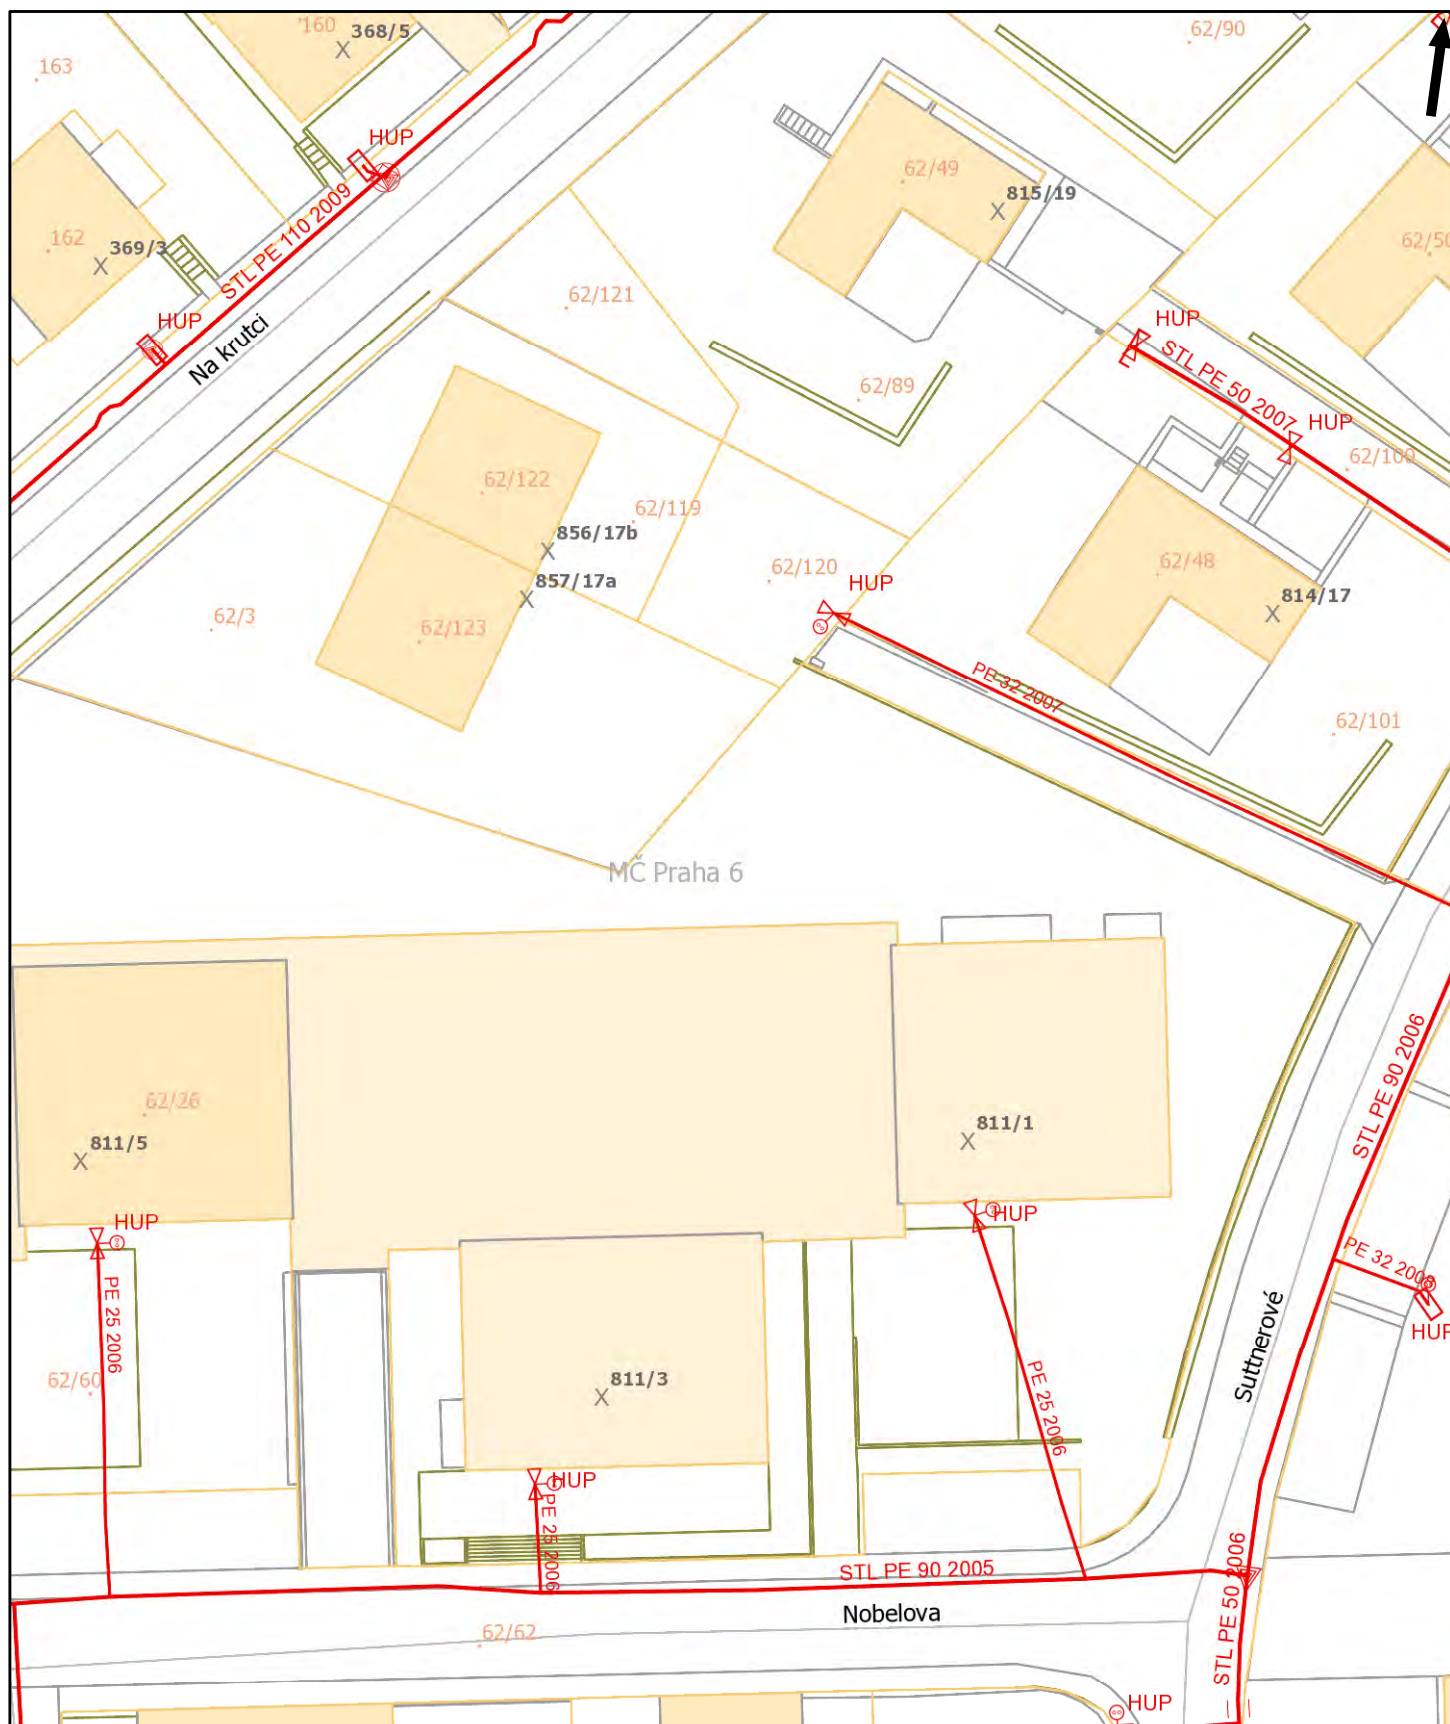 160
368/5
62/90
163
HUP
62/49
815/19
162
369/3
STL PE 110 2009
62/121
HUP
HUP
Na krutci
STL PE 50 2007
62/89
HUP
62/100
62/122
62/119
856/17b
62/120
62/48
857/17a
HUP
814/17
62/3
62/123
PE 32 2007
62/101
MČ Praha 6
STL PE 90 2006
62/26
811/5
811/1
HUP
HUP
PE 32 2008
PE 25 2006
HUP
Suttnerové
62/60
811/3
PE 25 2006
HUP
PE 25 2006
STL PE 90 2005
STL PE 50 2006
Nobelova
62/62
HUP